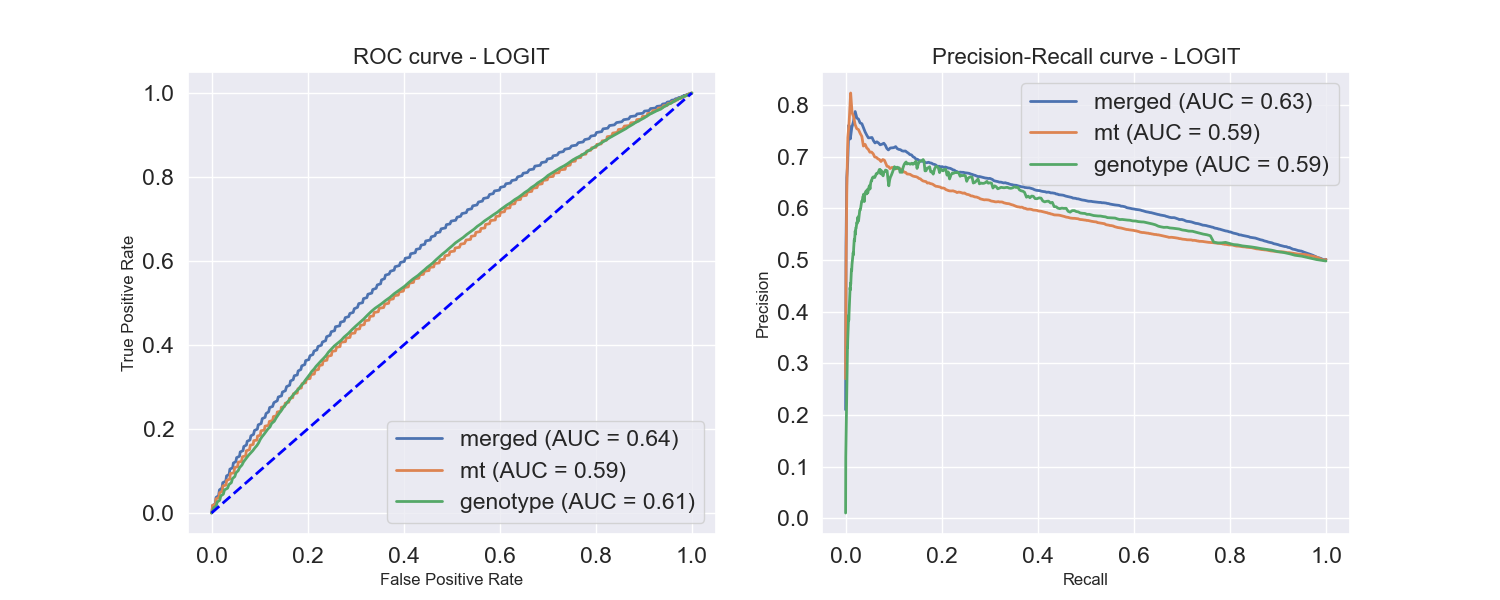 ROC curve - LOGIT
True Positive Rate
1.0
0.8
0.6
0.4
0.2
0.0
merged (AUC = 0.64)
mt (AUC = 0.59)
genotype (AUC = 0.61)
0.0 0.2 0.4 0.6 0.8 1.0
False Positive Rate
Precision-Recall curve - LOGIT
Precision
0.8
0.7
0.6
0.5
0.4
0.3
0.2
0.1
0.0
merged (AUC = 0.63)
mt (AUC = 0.59)
genotype (AUC = 0.59)
0.0 0.2 0.4 0.6 0.8 1.0
Recall